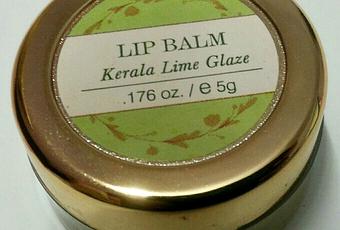 LIP BALM
Kerala Lime Glaze
.176 oz. / ℮ 5g